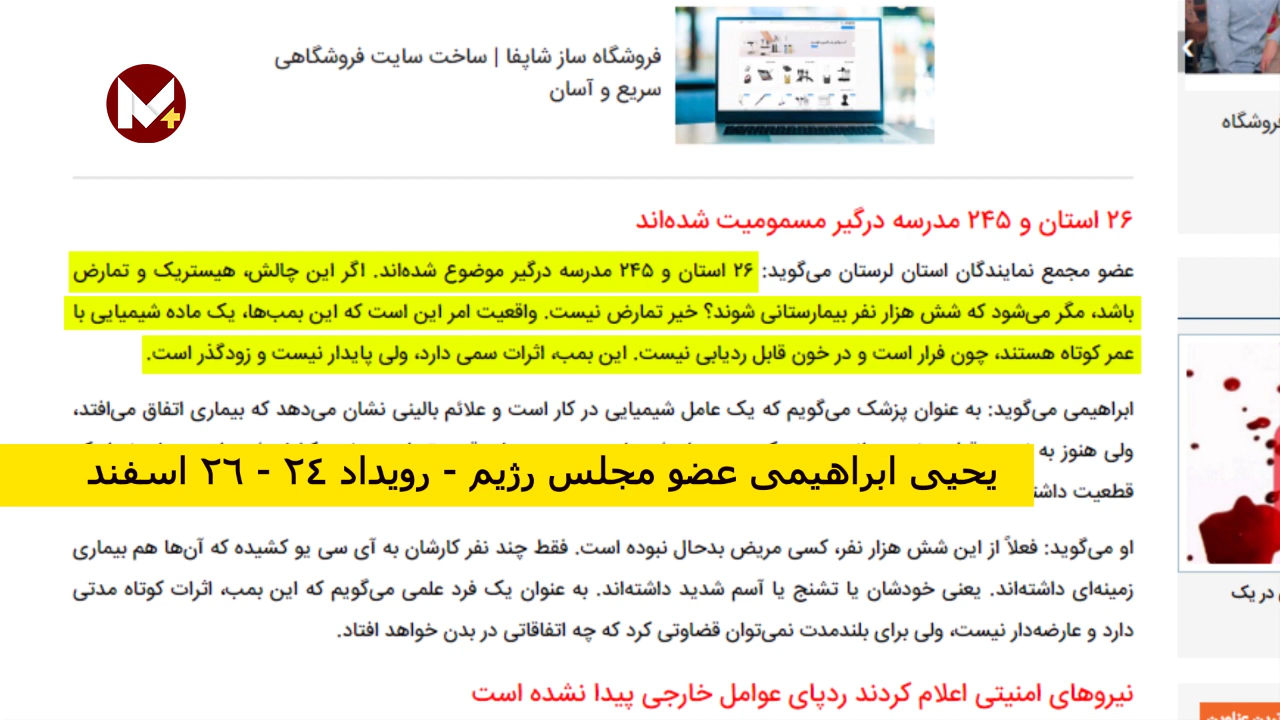 فروشگاه ساز شاپفا | ساخت سایت فروشگاهی
سریع و آسان
فروشگاه
۲۶ استان و ۲۴۵ مدرسه درگیر مسمومیت شده‌اند
عضو مجمع نمایندگان استان لرستان می‌گوید: ۲۶ استان و ۲۴۵ مدرسه درگیر موضوع شده‌اند. اگر این چالش، هیستریک و تمارض
باشد، مگر می‌شود که شش هزار نفر بیمارستانی شوند؟ خیر تمارض نیست. واقعیت امر این است که این بمب‌ها، یک ماده شیمیایی با
عمر کوتاه هستند، چون فرار است و در خون قابل ردیابی نیست. این بمب، اثرات سمی دارد، ولی پایدار نیست و زودگذر است.
ابراهیمی می‌گوید: به عنوان پزشک می‌گویم که یک عامل شیمیایی در کار است و علائم بالینی نشان می‌دهد که بیماری اتفاق می‌افتد،
ولی هنوز به
یحیی ابراهیمی عضو مجلس رژیم - رویداد ٢٤ - ٢٦ اسفند
قطعیت
او می‌گوید: فعلاً از این شش هزار نفر، کسی مریض بدحال نبوده است. فقط چند نفر کارشان به آی سی یو کشیده که آن‌ها هم بیماری
زمینه‌ای داشته‌اند. یعنی خودشان یا تشنج یا آسم شدید داشته‌اند. به عنوان یک فرد علمی می‌گویم که این بمب، اثرات کوتاه مدتی
دارد و عارضه‌دار نیست، ولی برای بلندمدت نمی‌توان قضاوتی کرد که چه اتفاقاتی در بدن خواهد افتاد.
در یک
نیروهای امنیتی اعلام کردند ردپای عوامل خارجی پیدا نشده است